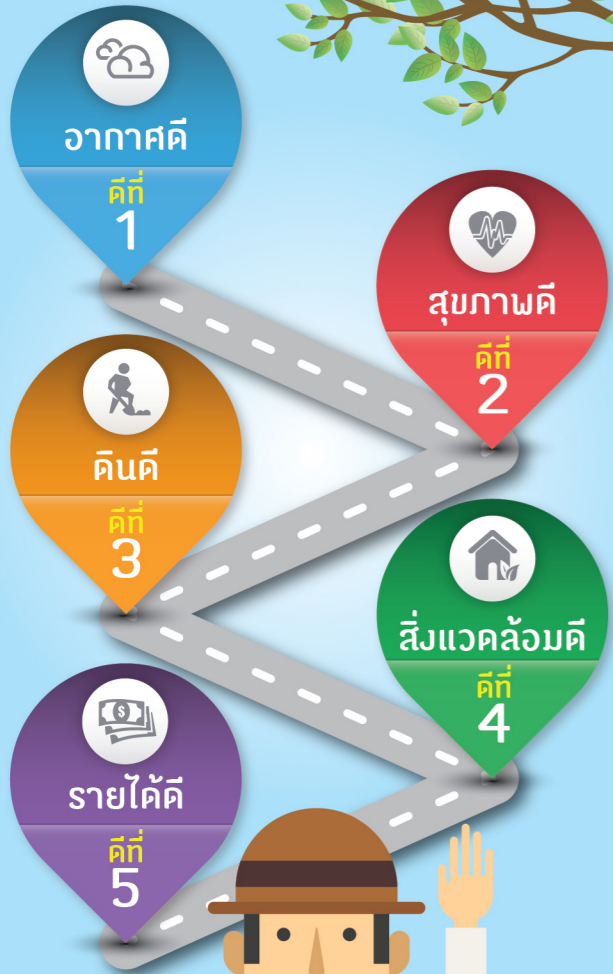 อากาศดี
ดีที่
1
สุขภาพดี
ดีที่
2
ดินดี
ดีที่
3
สิ่งแวดล้อมดี
ดีที่
4
รายได้ดี
ดีที่
5